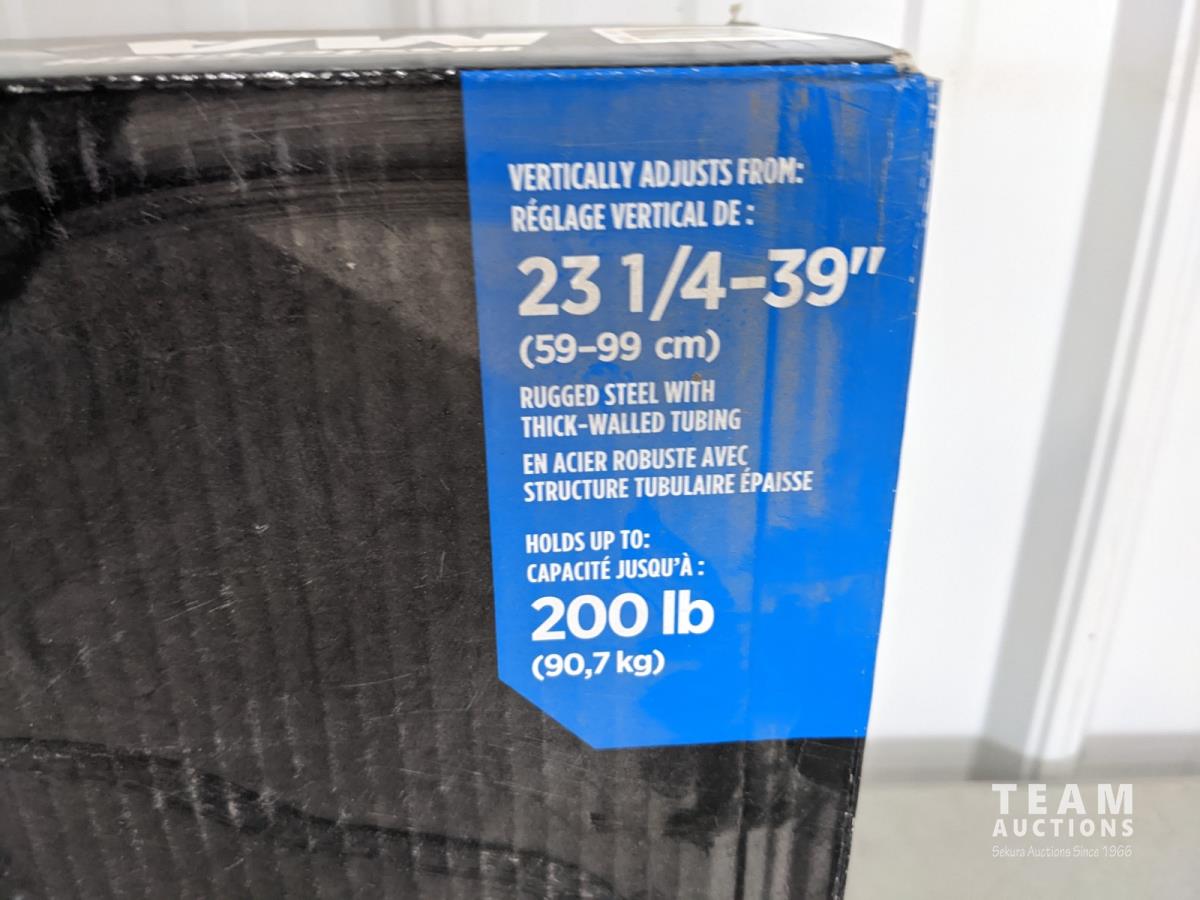 VERTICALLY ADJUSTS FROM:
RÉGLAGE VERTICAL DE :
23 1/4-39"
(59-99 cm)
RUGGED STEEL WITH
THICK-WALLED TUBING
EN ACIER ROBUSTE AVEC
STRUCTURE TUBULAIRE ÉPAISSE
HOLDS UP TO:
CAPACITÉ JUSQU'À :
200 lb
(90,7 kg)
TEAM
AUCTIONS
Sekura Auctions Since 1966